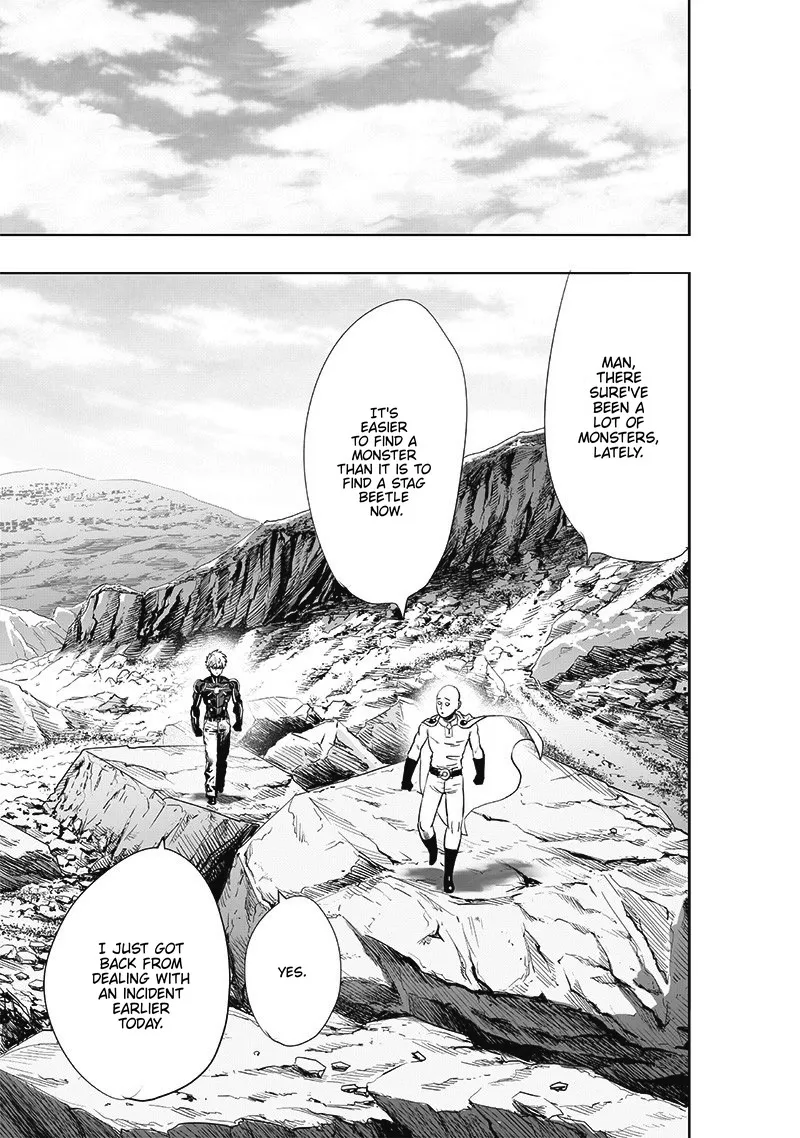 MAN,
THERE
SURE'VE
BEEN A
LOT OF
MONSTERS,
LATELY.
IT'S
EASIER
TO FIND A
MONSTER
THAN IT IS TO
FIND A STAG
BEETLE
NOW.
YES.
I JUST GOT
BACK FROM
DEALING WITH
AN INCIDENT
EARLIER
TODAY.